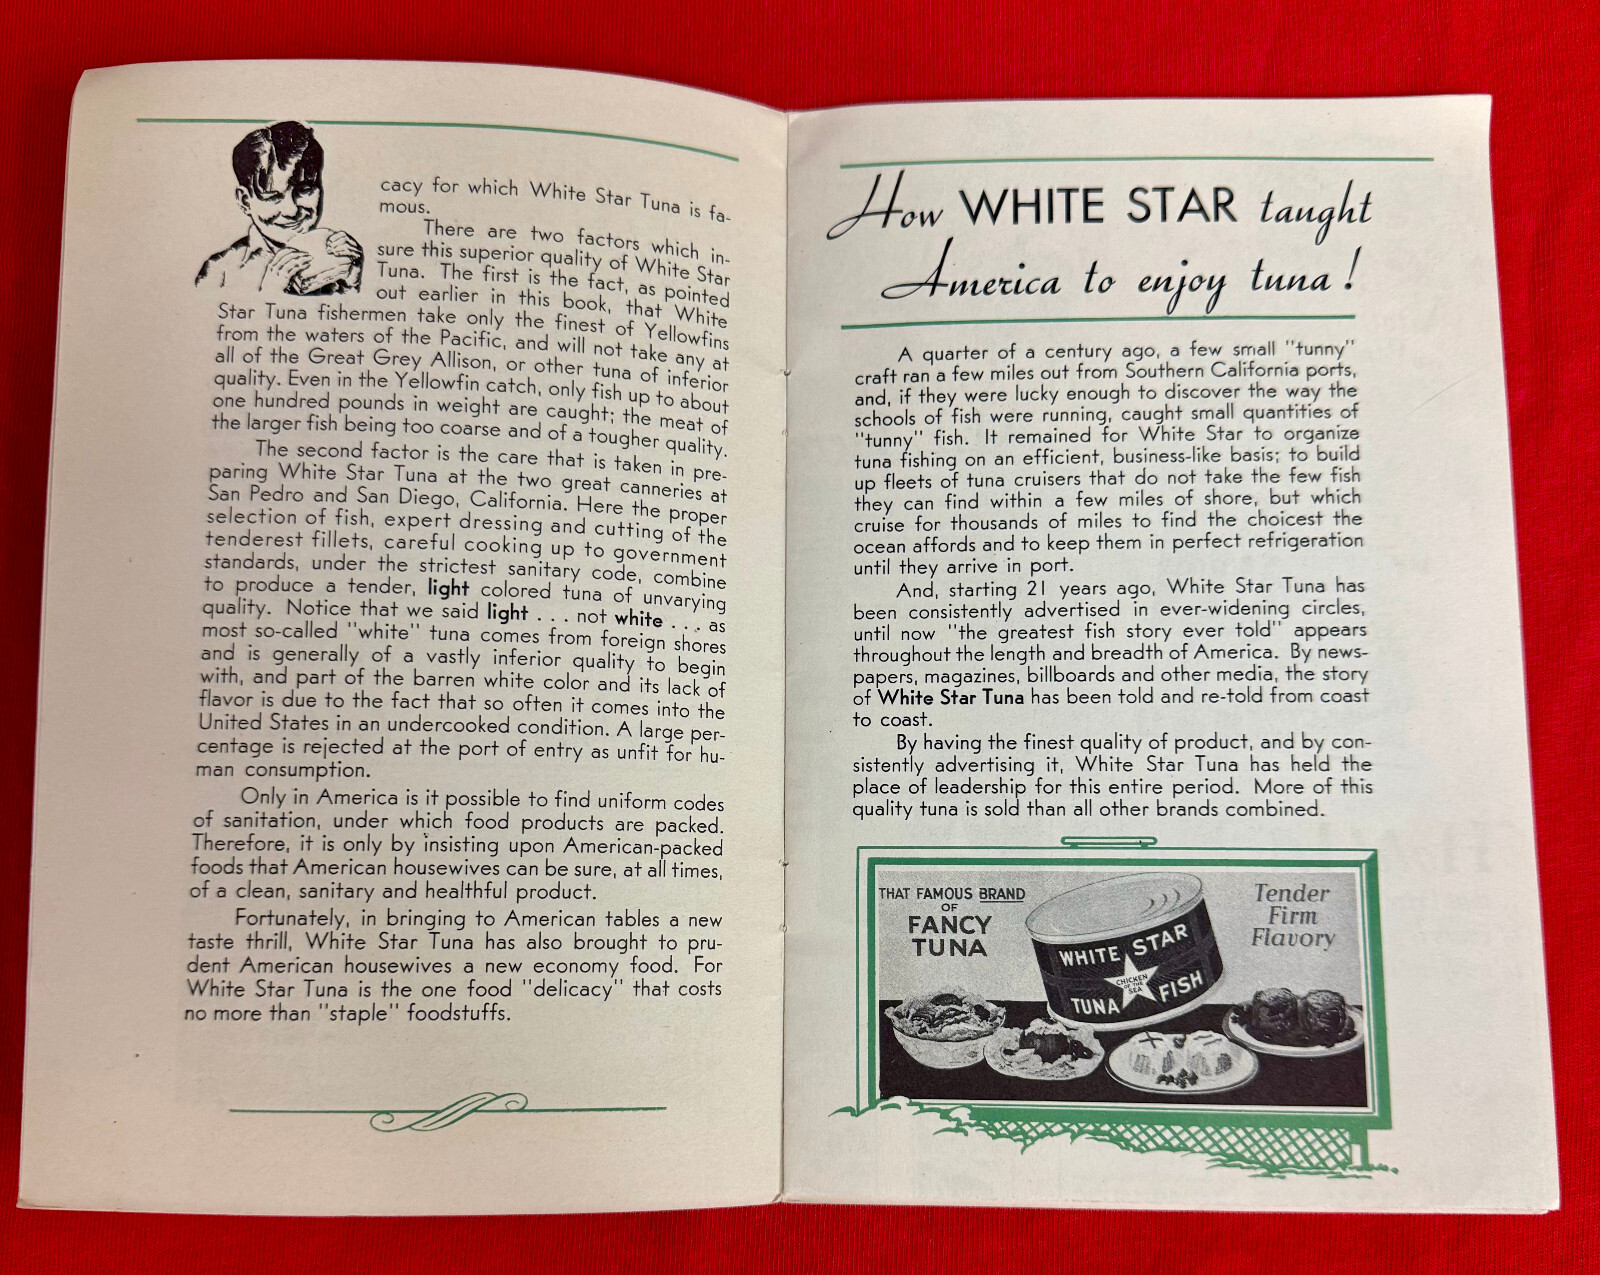 cacy for which White Star Tuna is fa-
mous.
There are two factors which in-
sure this superior quality of White Star
Tuna. The first is the fact, as pointed
out earlier in this book, that White
Star Tuna fishermen take only the finest of Yellowfins
from the waters of the Pacific, and will not take any at
all of the Great Grey Allison, or other tuna of inferior
quality. Even in the Yellowfin catch, only fish up to about
one hundred pounds in weight are caught; the meat of
the larger fish being too coarse and of a tougher quality.
The second factor is the care that is taken in pre-
paring White Star Tuna at the two great canneries at
San Pedro and San Diego, California. Here the proper
selection of fish, expert dressing and cutting of the
tenderest fillets, careful cooking up to government
standards, under the strictest sanitary code, combine
to produce a tender, light colored tuna of unvarying
quality. Notice that we said light . . . not white . . . as
most so-called "white" tuna comes from foreign shores
and is generally of a vastly inferior quality to begin
with, and part of the barren white color and its lack of
flavor is due to the fact that so often it comes into the
United States in an undercooked condition. A large per-
centage is rejected at the port of entry as unfit for hu-
man consumption.
Only in America is it possible to find uniform codes
of sanitation, under which food products are packed.
Therefore, it is only by insisting upon American-packed
foods that American housewives can be sure, at all times,
of a clean, sanitary and healthful product.
Fortunately, in bringing to American tables a new
taste thrill, White Star Tuna has also brought to pru-
dent American housewives a new economy food. For
White Star Tuna is the one food "delicacy" that costs
no more than "staple" foodstuffs.
How WHITE STAR taught
America to enjoy tuna!
A quarter of a century ago, a few small "tunny"
craft ran a few miles out from Southern California ports,
and, if they were lucky enough to discover the way the
schools of fish were running, caught small quantities of
"tunny" fish. It remained for White Star to organize
tuna fishing on an efficient, business-like basis; to build
up fleets of tuna cruisers that do not take the few fish
they can find within a few miles of shore, but which
cruise for thousands of miles to find the choicest the
ocean affords and to keep them in perfect refrigeration
until they arrive in port.
And, starting 21 years ago, White Star Tuna has
been consistently advertised in ever-widening circles,
until now "the greatest fish story ever told" appears
throughout the length and breadth of America. By news-
papers, magazines, billboards and other media, the story
of White Star Tuna has been told and re-told from coast
to coast.
By having the finest quality of product, and by con-
sistently advertising it, White Star Tuna has held the
place of leadership for this entire period. More of this
quality tuna is sold than all other brands combined.
THAT FAMOUS BRAND
OF
FANCY
TUNA
WHITE STAR
CHICKEN
OF THE
SEA
TUNA FISH
Tender
Firm
Flavory